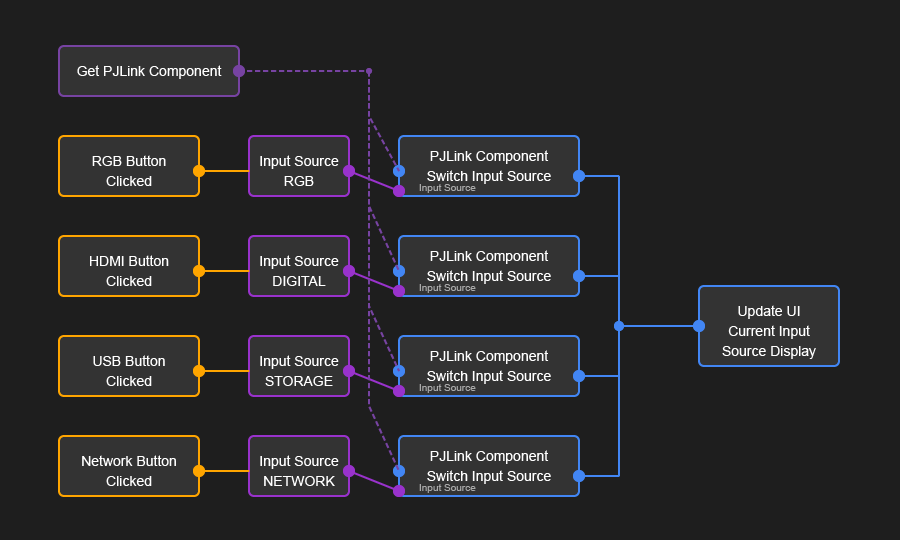 Get PJLink Component
RGB Button
Clicked
Input Source
RGB
PJLink Component
Switch Input Source
Input Source
HDMI Button
Clicked
Input Source
DIGITAL
PJLink Component
Switch Input Source
Input Source
Update UI
Current Input
Source Display
USB Button
Clicked
Input Source
STORAGE
PJLink Component
Switch Input Source
Input Source
Network Button
Clicked
Input Source
NETWORK
PJLink Component
Switch Input Source
Input Source